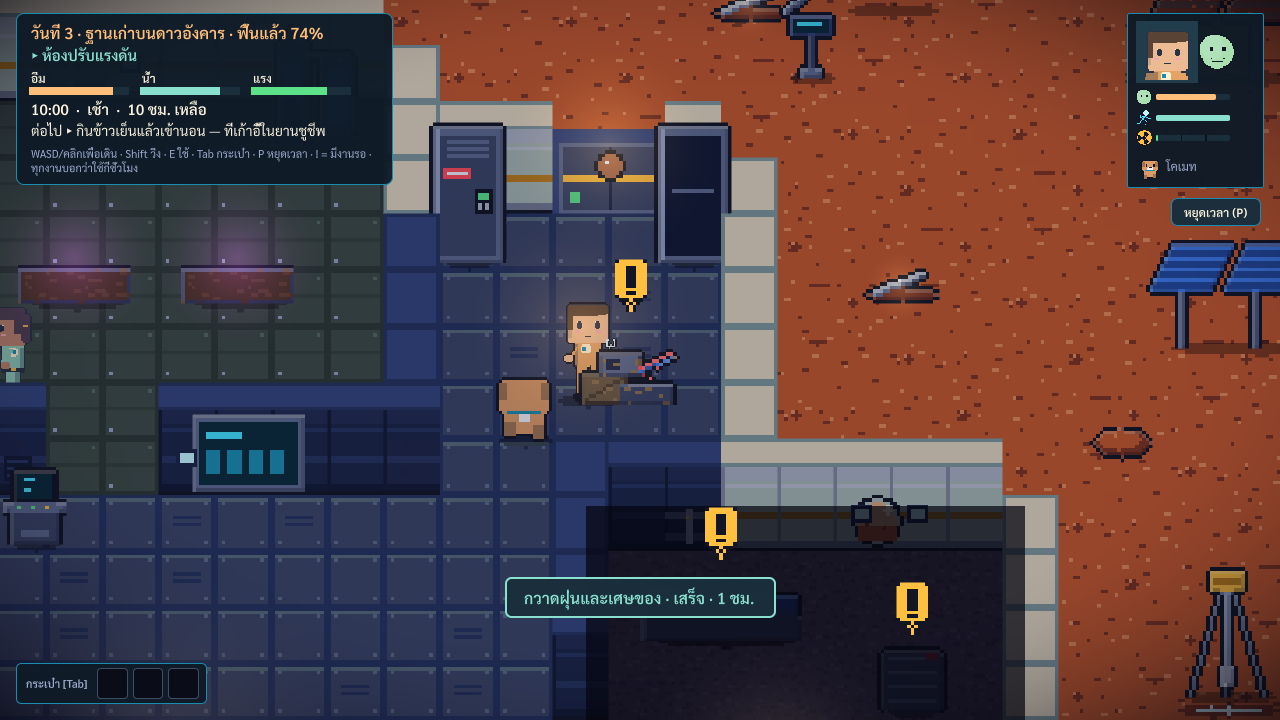 วันที่ 3 · ฐานเก่าบนดาวอังคาร · ฟื้นแล้ว 74%
‣ ห้องปรับแรงดัน
อิ่ม น้ำ แรง
10:00 · เช้า · 10 ชม. เหลือ
ต่อไป ‣ กินข้าวเย็นแล้วเข้านอน — ที่เก้าอี้ในยานชูชีพ
WASD/คลิกเพื่อเดิน · Shift วิ่ง · E ใช้ · Tab กระเป๋า · P หยุดเวลา · ! = มีงานรอ ·
ทุกงานบอกว่าใช้กี่ชั่วโมง
โคเมท
หยุดเวลา (P)
กวาดฝุ่นและเศษของ · เสร็จ · 1 ชม.
กระเป๋า [Tab]